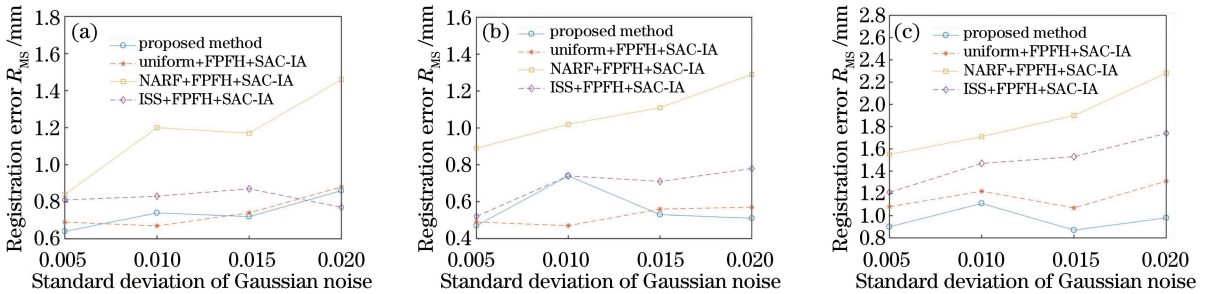 (a)
Registration error R_MS /mm
1.8
1.6
1.4
1.2
1.0
0.8
0.6
proposed method
uniform+FPFH+SAC-IA
NARF+FPFH+SAC-IA
ISS+FPFH+SAC-IA
0.005 0.010 0.015 0.020
Standard deviation of Gaussian noise
(b)
Registration error R_MS /mm
1.6
1.4
1.2
1.0
0.8
0.6
0.4
proposed method
uniform+FPFH+SAC-IA
NARF+FPFH+SAC-IA
ISS+FPFH+SAC-IA
0.005 0.010 0.015 0.020
Standard deviation of Gaussian noise
(c)
Registration error R_MS /mm
2.8
2.6
2.4
2.2
2.0
1.8
1.6
1.4
1.2
1.0
0.8
proposed method
uniform+FPFH+SAC-IA
NARF+FPFH+SAC-IA
ISS+FPFH+SAC-IA
0.005 0.010 0.015 0.020
Standard deviation of Gaussian noise